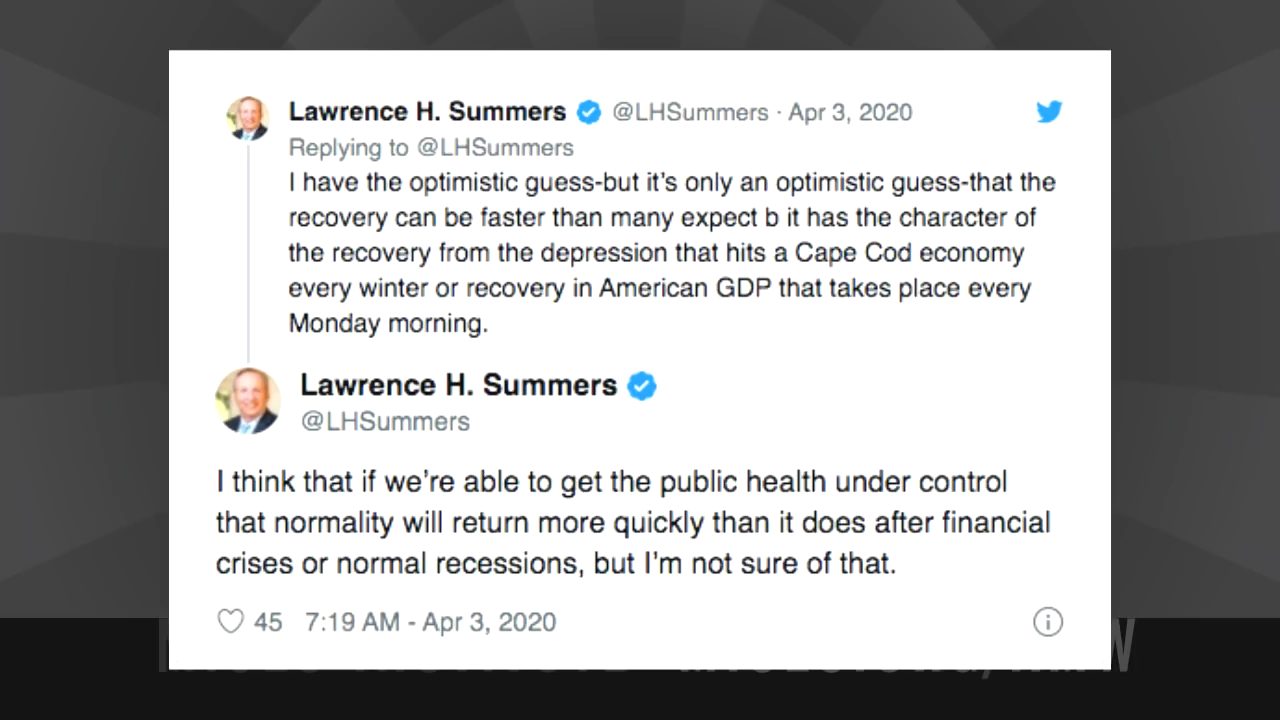 Lawrence H. Summers @LHSummers · Apr 3, 2020
Replying to @LHSummers
I have the optimistic guess-but it's only an optimistic guess-that the
recovery can be faster than many expect b it has the character of
the recovery from the depression that hits a Cape Cod economy
every winter or recovery in American GDP that takes place every
Monday morning.
Lawrence H. Summers
@LHSummers
I think that if we're able to get the public health under control
that normality will return more quickly than it does after financial
crises or normal recessions, but I'm not sure of that.
45 7:19 AM - Apr 3, 2020